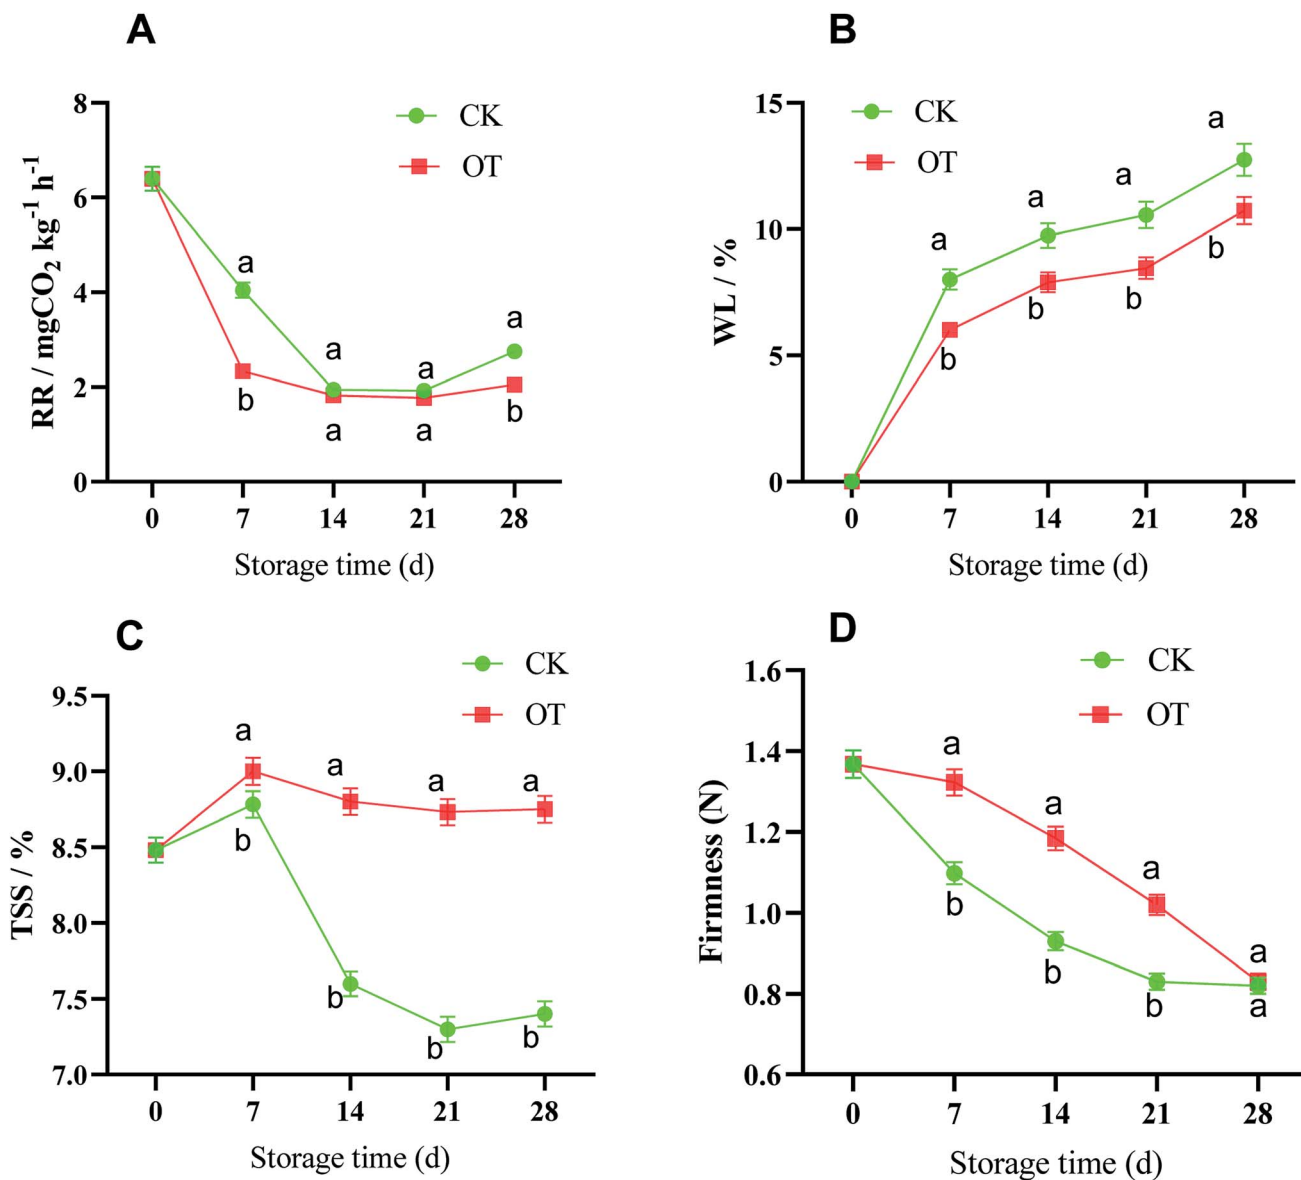 A
RR / mgCO₂ kg⁻¹ h⁻¹
8
6
4
2
0
CK
OT
a
b
a
a
a
a
a
b
0 7 14 21 28
Storage time (d)
B
WL / %
15
10
5
0
CK
OT
a
b
a
b
a
b
a
b
0 7 14 21 28
Storage time (d)
C
TSS / %
9.5
9.0
8.5
8.0
7.5
7.0
CK
OT
a
b
a
b
a
b
a
b
0 7 14 21 28
Storage time (d)
D
Firmness (N)
1.6
1.4
1.2
1.0
0.8
0.6
CK
OT
a
b
a
b
a
b
a
a
0 7 14 21 28
Storage time (d)